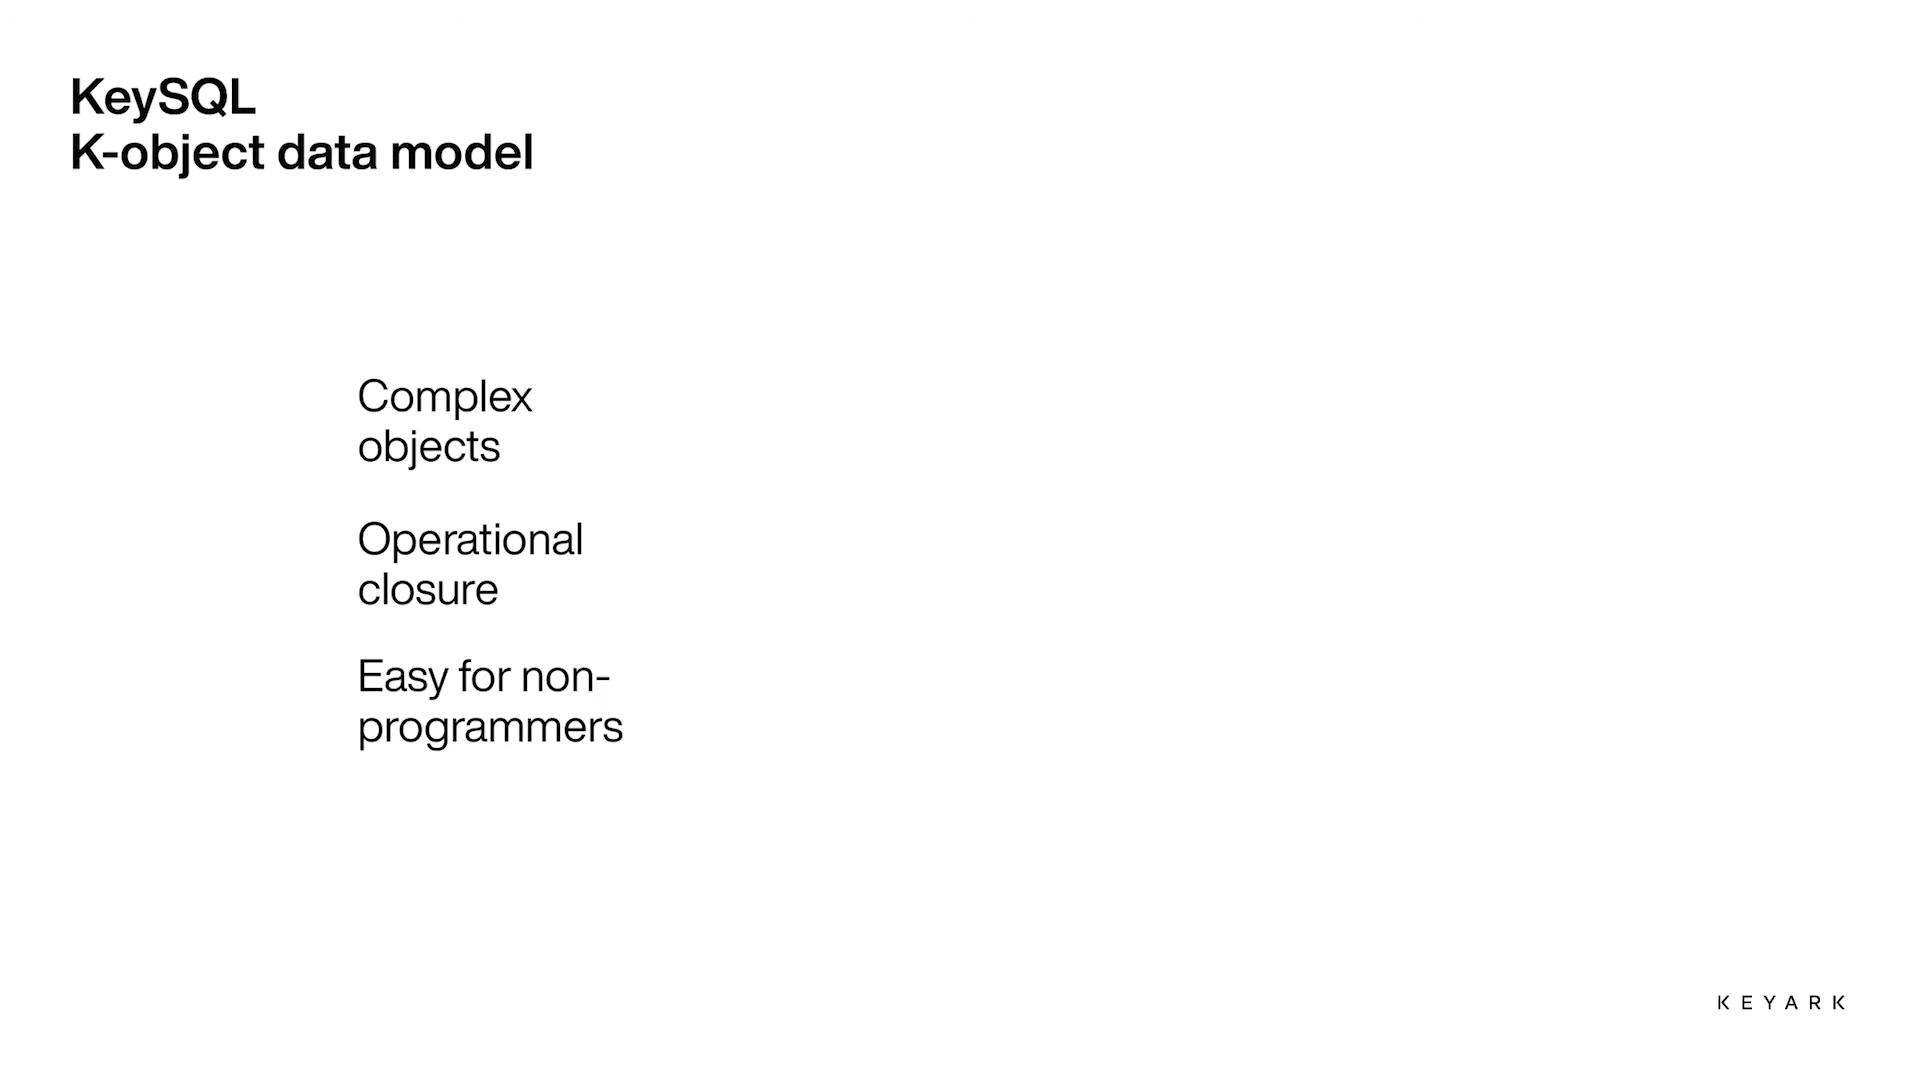 KeySQL
K-object data model
Complex
objects
Operational
closure
Easy for non-
programmers
KEYARK